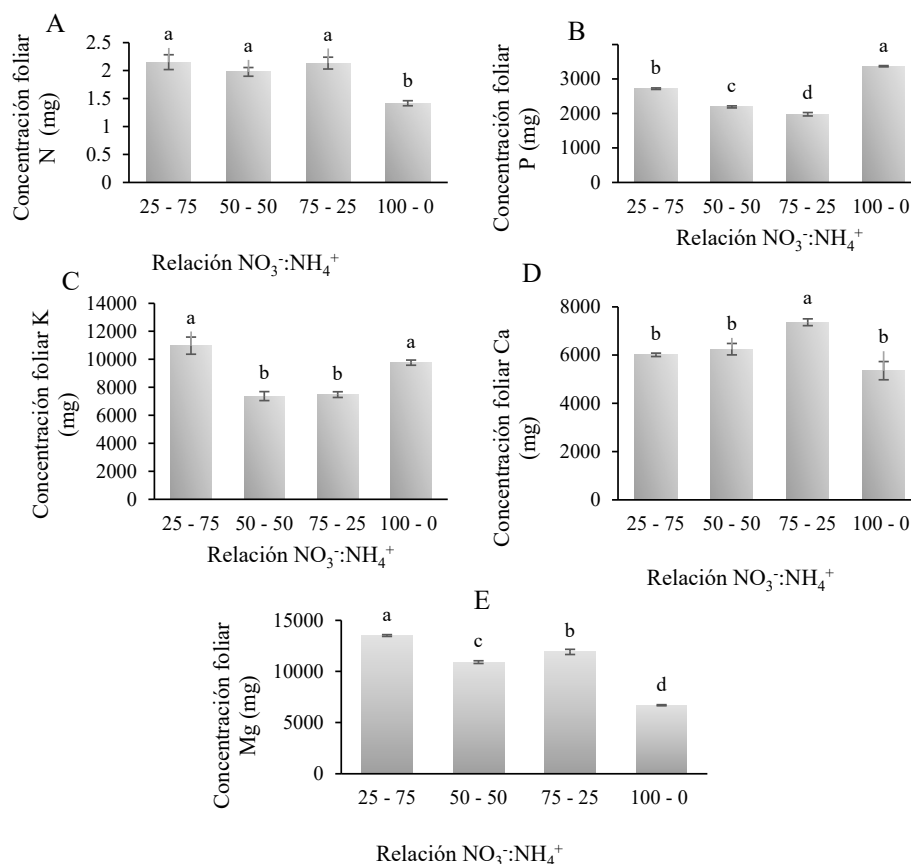 A
Concentración foliar
N (mg)
2.5
2
1.5
1
0.5
0
a
a
a
b
25 - 75
50 - 50
75 - 25
100 - 0
Relación NO₃⁻:NH₄⁺
B
Concentración foliar
P (mg)
3000
2000
1000
0
b
c
d
a
25 - 75
50 - 50
75 - 25
100 - 0
Relación NO₃⁻:NH₄⁺
C
Concentración foliar K
(mg)
14000
12000
10000
8000
6000
4000
2000
0
a
b
b
a
25 - 75
50 - 50
75 - 25
100 - 0
Relación NO₃⁻:NH₄⁺
D
Concentración foliar Ca
(mg)
8000
6000
4000
2000
0
b
b
a
b
25 - 75
50 - 50
75 - 25
100 - 0
Relación NO₃⁻:NH₄⁺
E
Concentración foliar
Mg (mg)
15000
10000
5000
0
a
c
b
d
25 - 75
50 - 50
75 - 25
100 - 0
Relación NO₃⁻:NH₄⁺